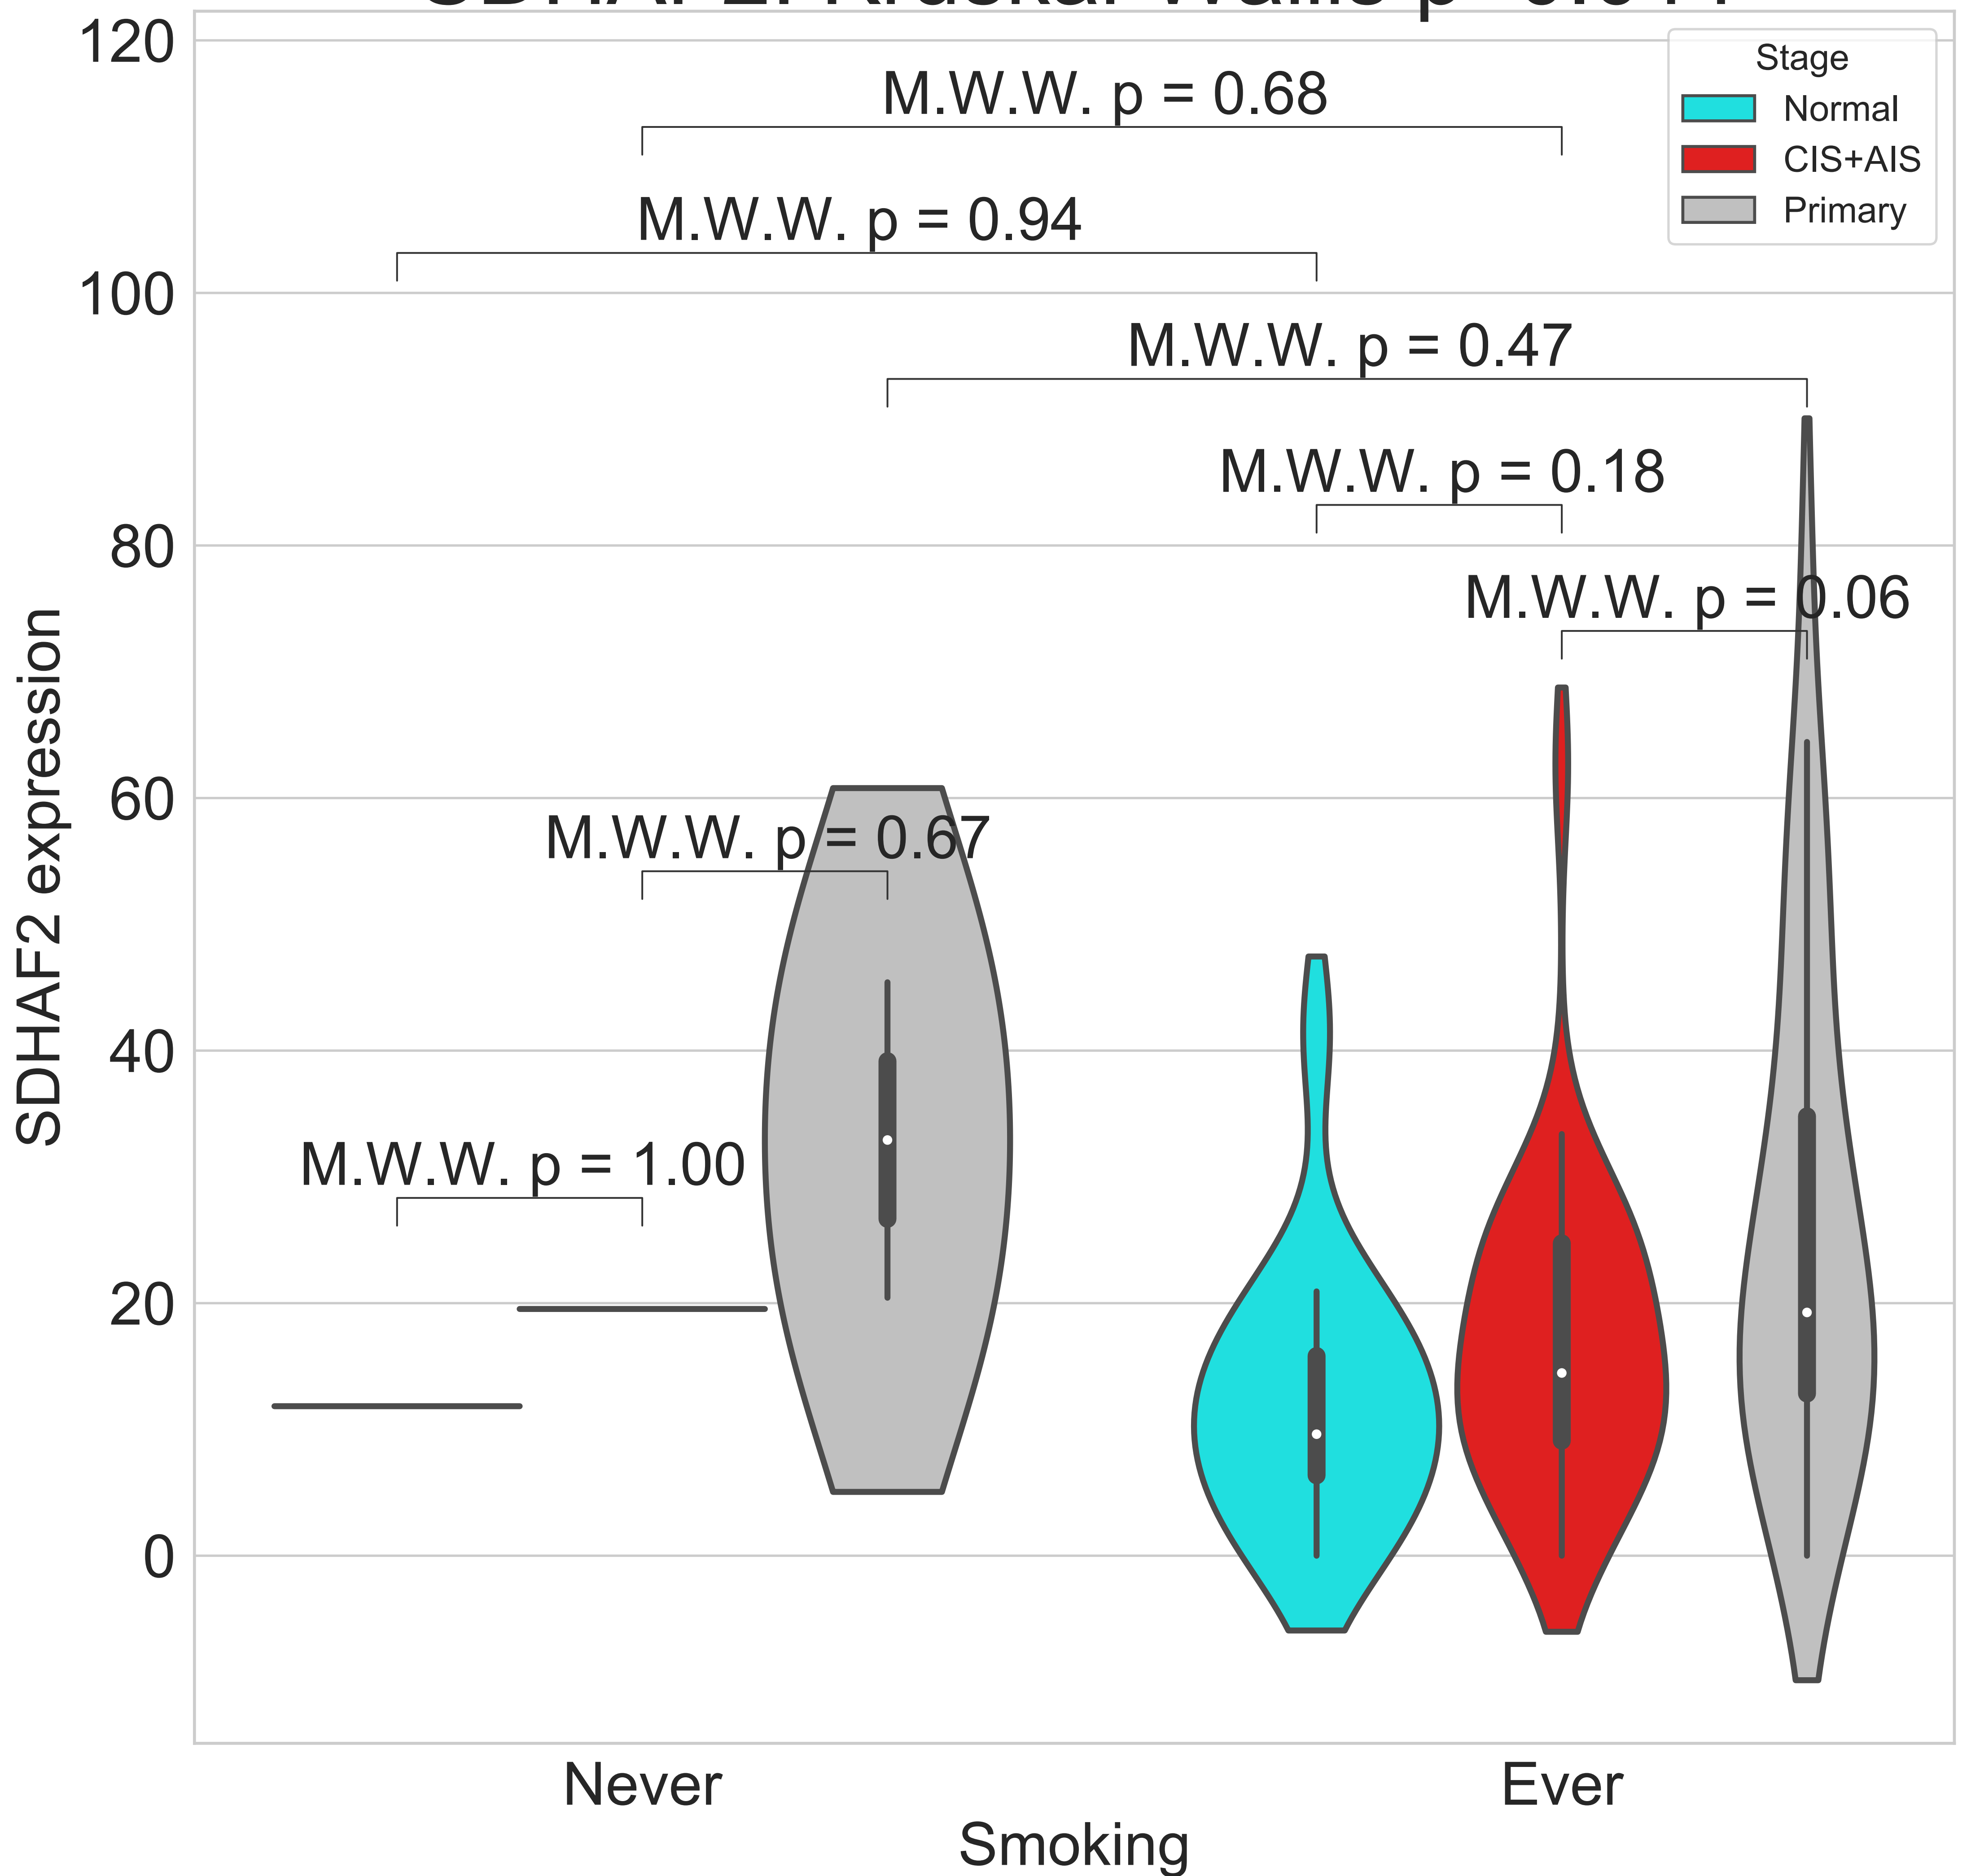 120
M.W.W. p = 0.68
Stage
Normal
CIS+AIS
Primary
M.W.W. p = 0.94
100
M.W.W. p = 0.47
M.W.W. p = 0.18
80
M.W.W. p = 0.06
60
M.W.W. p = 0.67
40
M.W.W. p = 1.00
20
0
SDHAF2 expression
Never
Ever
Smoking